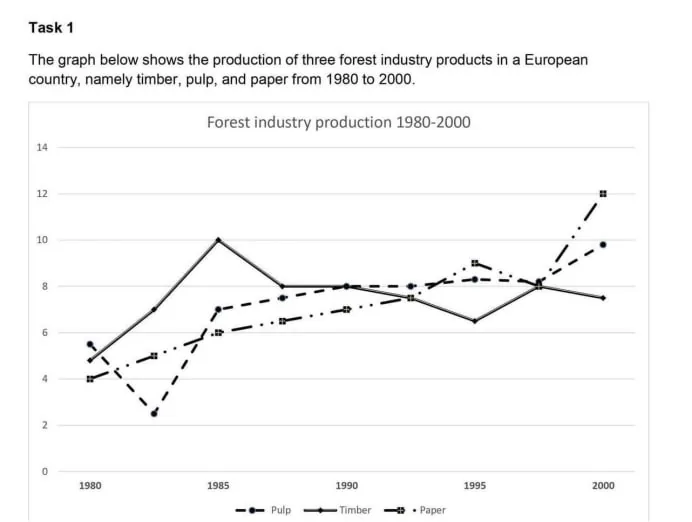 Task 1
The graph below shows the production of three forest industry products in a European
country, namely timber, pulp, and paper from 1980 to 2000.
Forest industry production 1980-2000
14
12
10
8
6
4
2
0
1980 1985 1990 1995 2000
Pulp Timber Paper